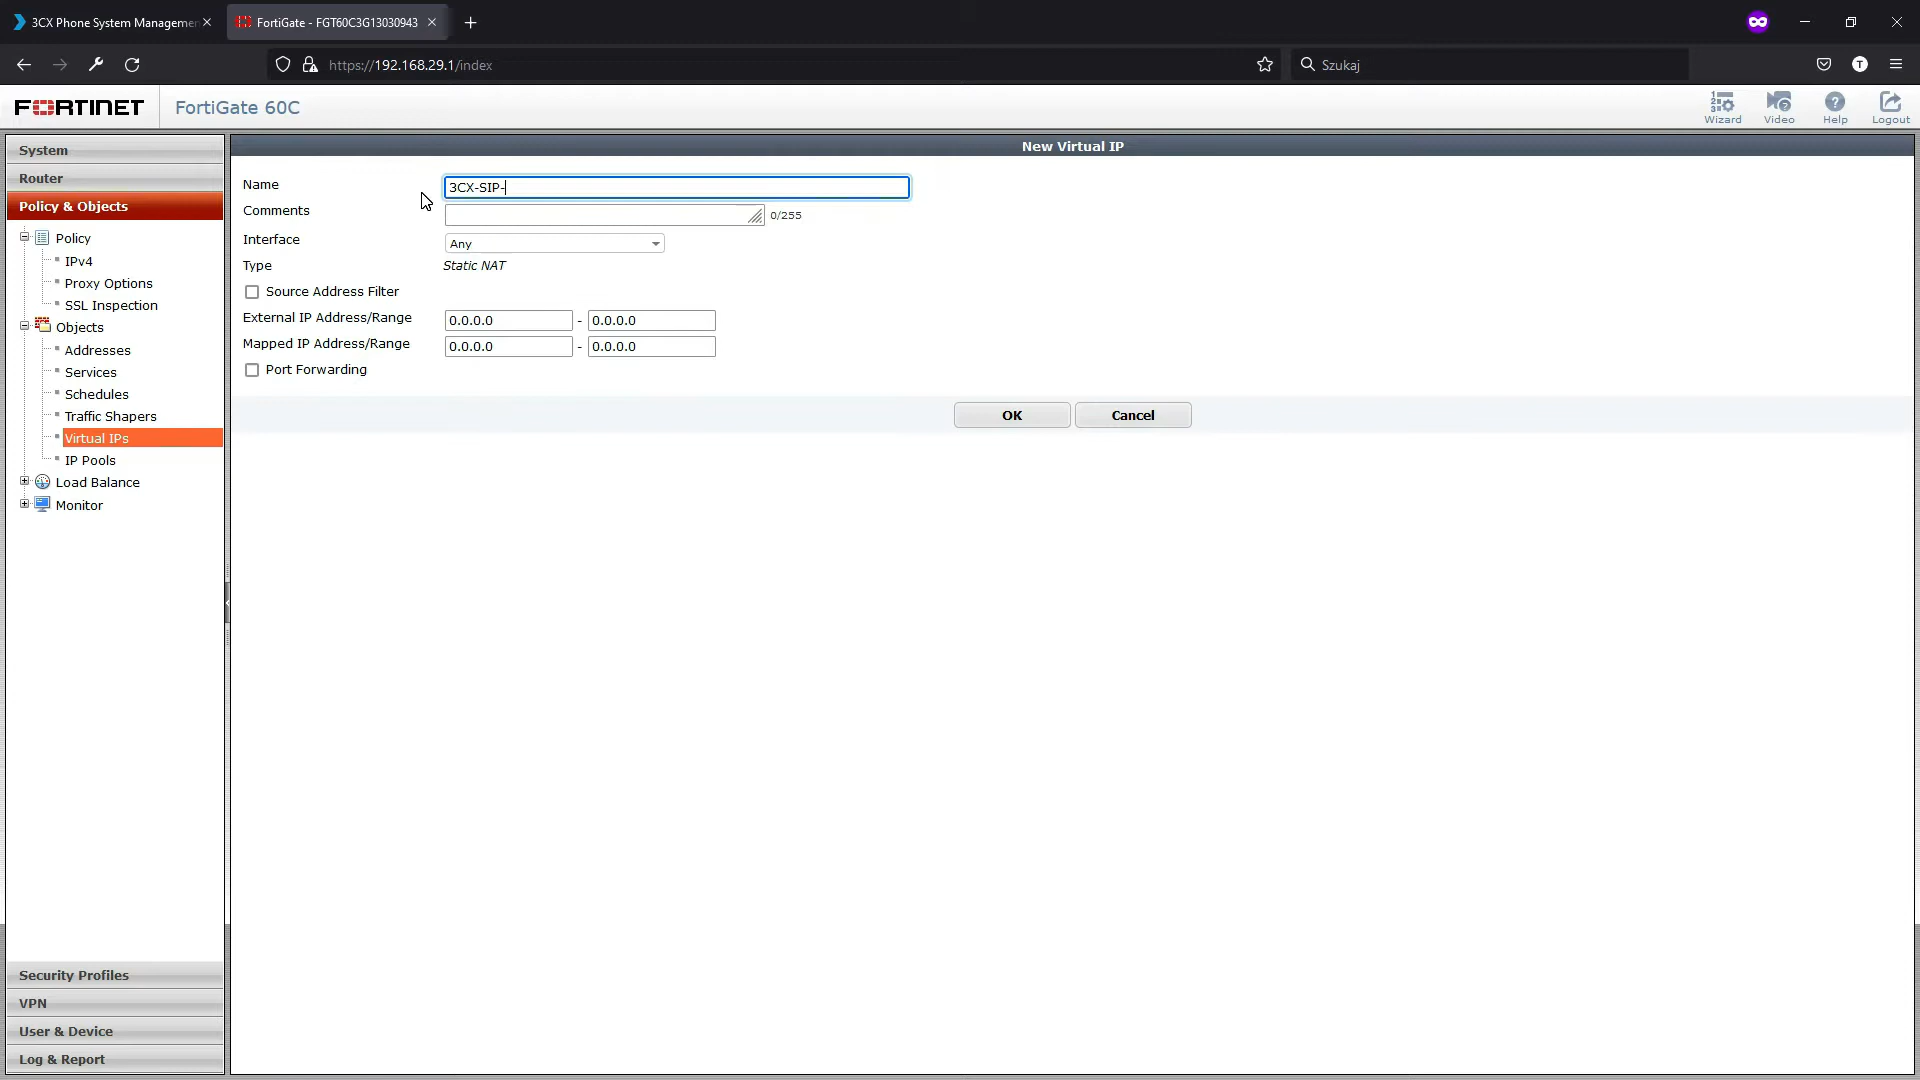 3CX Phone System Managemen
FortiGate - FGT60C3G13030943
https://192.168.29.1/index
Szukaj
T
FORTINET
FortiGate 60C
Wizard
Video
Help
Logout
System
Router
Policy & Objects
Policy
IPv4
Proxy Options
SSL Inspection
Objects
Addresses
Services
Schedules
Traffic Shapers
Virtual IPs
IP Pools
Load Balance
Monitor
Security Profiles
VPN
User & Device
Log & Report
New Virtual IP
Name 3CX-SIP-
Comments 0/255
Interface Any
Type Static NAT
Source Address Filter
External IP Address/Range 0.0.0.0 - 0.0.0.0
Mapped IP Address/Range 0.0.0.0 - 0.0.0.0
Port Forwarding
OK Cancel